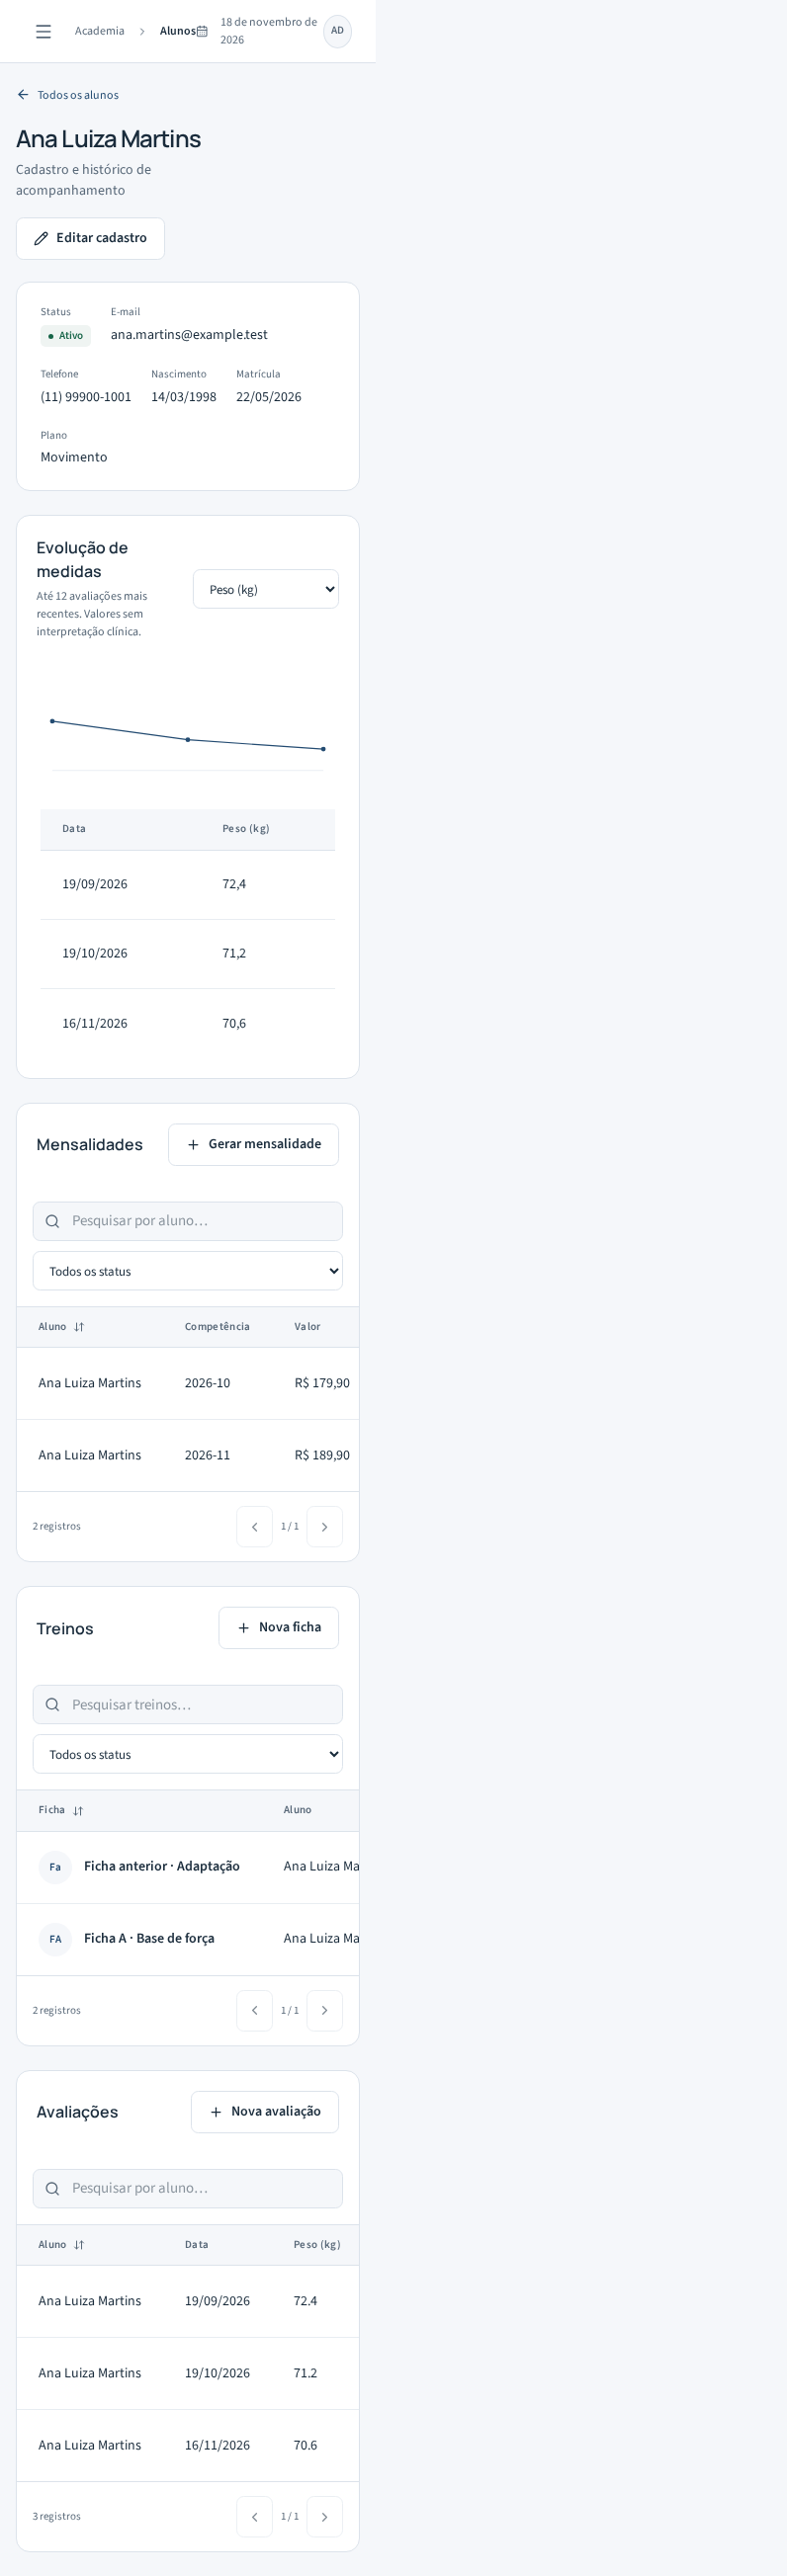 Academia
Alunos
18 de novembro de
2026
AD
Todos os alunos
Ana Luiza Martins
Cadastro e histórico de
acompanhamento
Editar cadastro
Status
E-mail
Ativo
ana.martins@example.test
Telefone
Nascimento
Matrícula
(11) 99900-1001
14/03/1998
22/05/2026
Plano
Movimento
Evolução de
medidas
Até 12 avaliações mais
recentes. Valores sem
interpretação clínica.
Peso (kg)
Data
Peso (kg)
19/09/2026
72,4
19/10/2026
71,2
16/11/2026
70,6
Mensalidades
Gerar mensalidade
Pesquisar por aluno…
Todos os status
Aluno
Competência
Valor
Ana Luiza Martins
2026-10
R$ 179,90
Ana Luiza Martins
2026-11
R$ 189,90
2 registros
1 / 1
Treinos
Nova ficha
Pesquisar treinos…
Todos os status
Ficha
Aluno
Fa
Ficha anterior · Adaptação
Ana Luiza Ma
FA
Ficha A · Base de força
Ana Luiza Ma
2 registros
1 / 1
Avaliações
Nova avaliação
Pesquisar por aluno…
Aluno
Data
Peso (kg)
Ana Luiza Martins
19/09/2026
72.4
Ana Luiza Martins
19/10/2026
71.2
Ana Luiza Martins
16/11/2026
70.6
3 registros
1 / 1